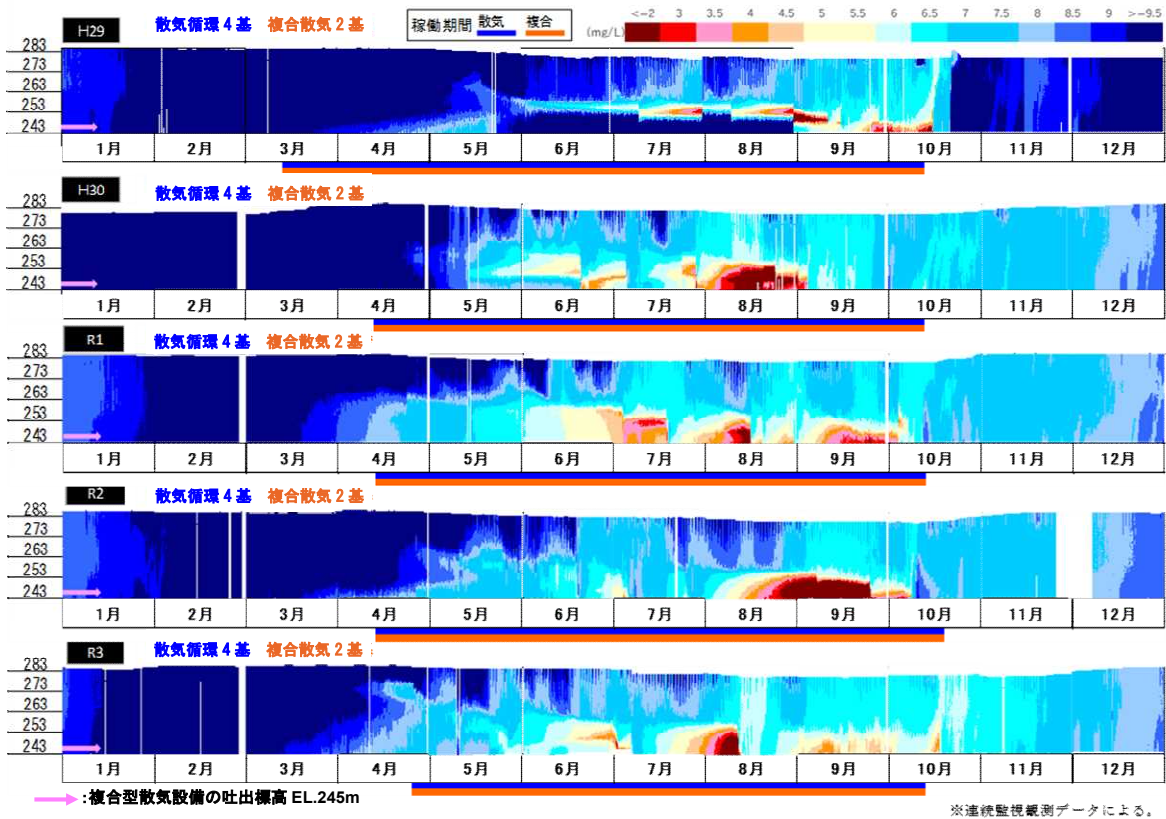 稼働期間 散気 複合
(mg/L) <-2 3 3.5 4 4.5 5 5.5 6 6.5 7 7.5 8 8.5 9 >-9.5
H29 散気循環4基 複合散気2基
283
273
263
253
243
1月 2月 3月 4月 5月 6月 7月 8月 9月 10月 11月 12月
H30 散気循環4基 複合散気2基
283
273
263
253
243
1月 2月 3月 4月 5月 6月 7月 8月 9月 10月 11月 12月
R1 散気循環4基 複合散気2基
283
273
263
253
243
1月 2月 3月 4月 5月 6月 7月 8月 9月 10月 11月 12月
R2 散気循環4基 複合散気2基
283
273
263
253
243
1月 2月 3月 4月 5月 6月 7月 8月 9月 10月 11月 12月
R3 散気循環4基 複合散気2基
283
273
263
253
243
1月 2月 3月 4月 5月 6月 7月 8月 9月 10月 11月 12月
:複合型散気設備の吐出標高 EL.245m
※連続監視観測データによる。